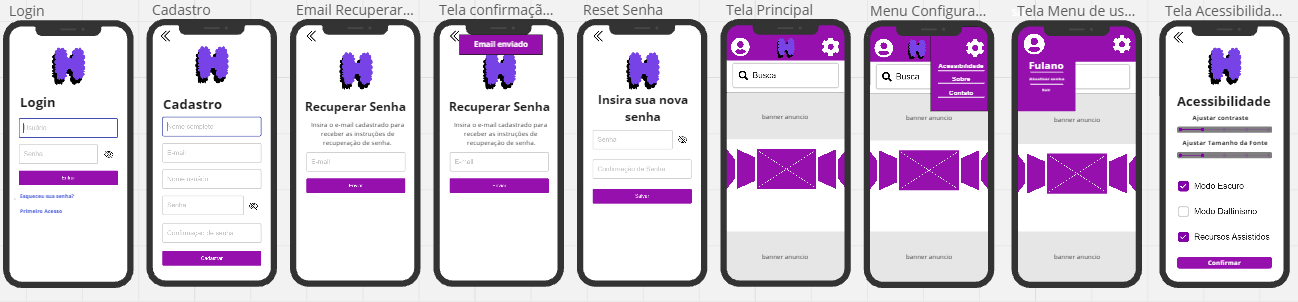 Login
Login
Usuário
Senha
Entrar
Esqueceu sua senha?
Primeiro Acesso
Cadastro
Cadastro
Nome completo
E-mail
Nome usuário
Senha
Confirmaçao de senha
Cadastrar
Email Recuperar...
Recuperar Senha
Insira o e-mail cadastrado para
receber as instruções de
recuperação de senha.
E-mail
Enviar
Tela confirmaçã...
Email enviado
Recuperar Senha
Insira o e-mail cadastrado para
receber as instruções de
recuperação de senha.
E-mail
Enviar
Reset Senha
Insira sua nova
senha
Senha
Confirmação de Senha
Salvar
Tela Principal
Busca
banner anuncio
banner anuncio
Menu Configura...
Acessibilidade
Sobre
Contato
Busca
banner anuncio
banner anuncio
Tela Menu de us...
Fulano
Sair
banner anuncio
banner anuncio
Tela Acessibilida...
Acessibilidade
Ajustar contraste
Ajustar Tamanho da Fonte
Modo Escuro
Modo Daltinismo
Recursos Assistidos
Confirmar